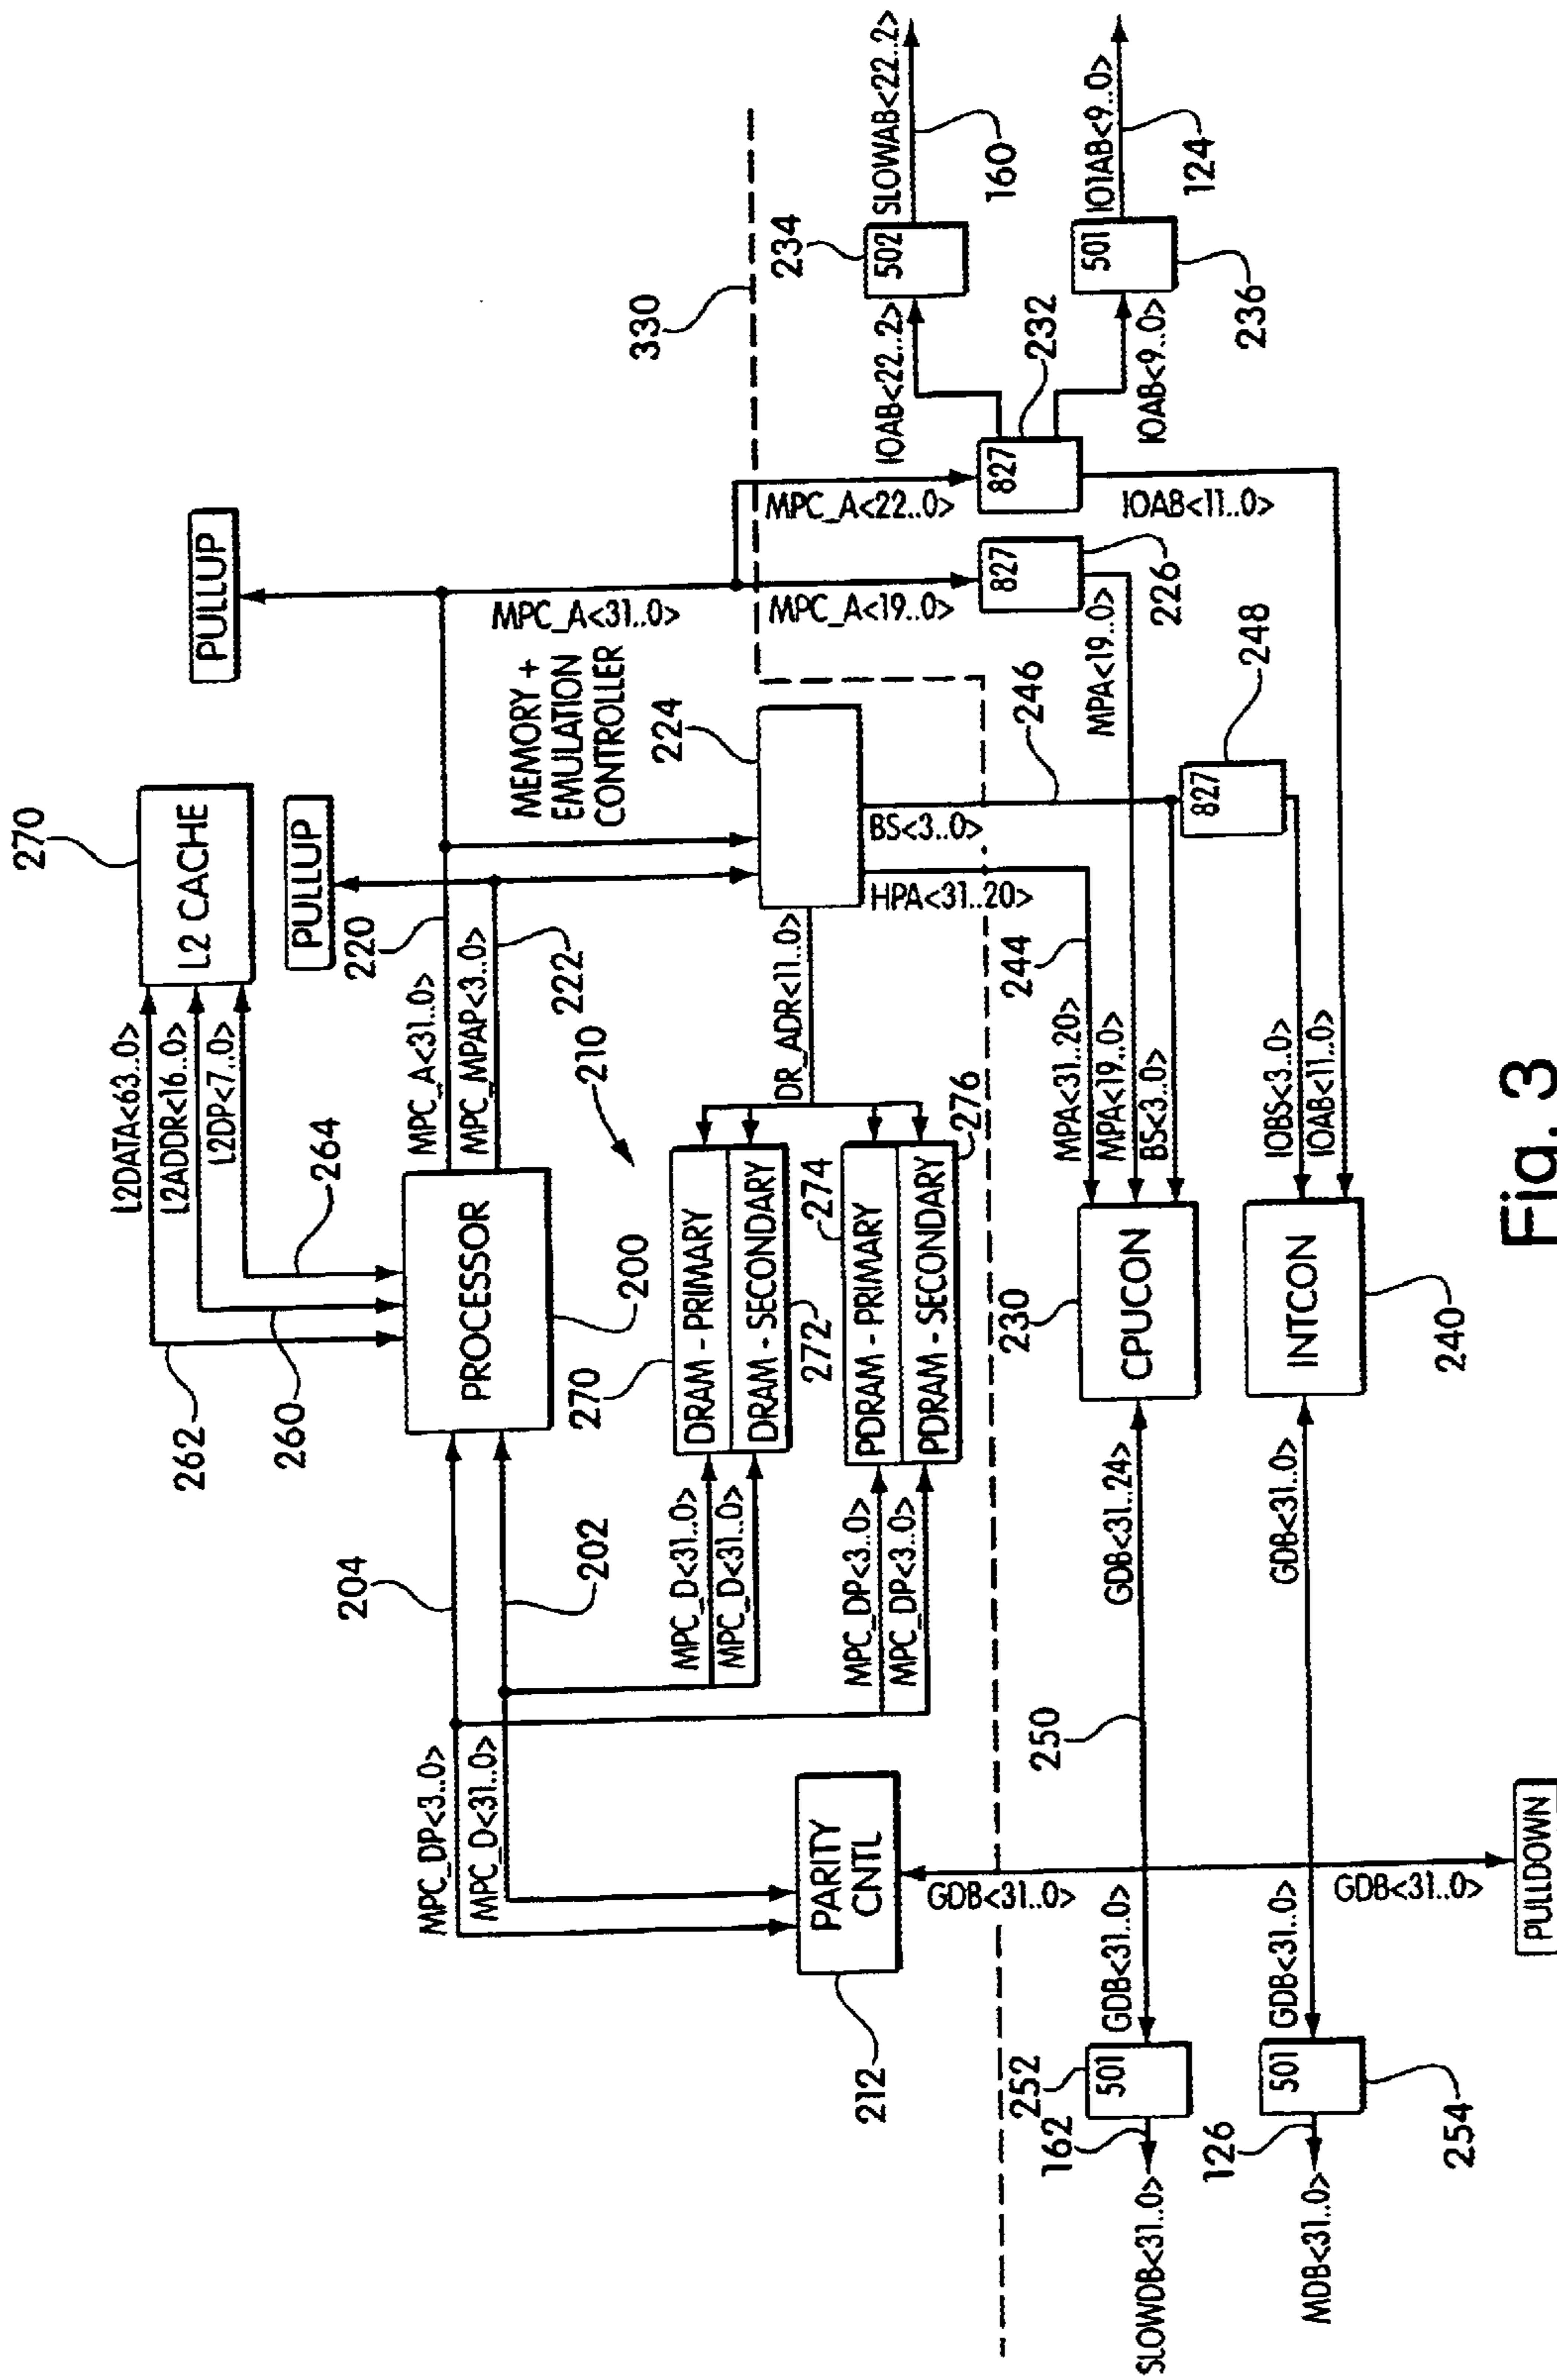 270
L2 CACHE
L2DATA<63..0>
L2ADDR<16..0>
L2DP<7..0>
264
262
260
PULLUP
PULLUP
220
MPC_A<31..0>
MPC_MPAP<3..0>
222
PROCESSOR
200
210
204
202
MPC_DP<3..0>
MPC_D<31..0>
MPC_A<31..0>
MEMORY +
EMULATION
CONTROLLER
224
330
270
DRAM - PRIMARY
DRAM - SECONDARY
272
274
PDRAM - PRIMARY
PDRAM - SECONDARY
276
DR_ADR<11..0>
MPC_D<31..0>
MPC_D<31..0>
MPC_DP<3..0>
MPC_DP<3..0>
PARITY
CNTL
212
GDB<31..0>
BS<3..0>
HPA<31..20>
244
246
MPC_A<19..0>
MPC_A<22..0>
827
226
827
232
IOAB<22..2>
234
502
SLOWAB<22..2>
160
IOAB<9..0>
501
236
IO1AB<9..0>
124
IOAB<11..0>
MPA<19..0>
827
248
MPA<31..20>
MPA<19..0>
BS<3..0>
230
CPUCON
IOBS<3..0>
IOAB<11..0>
INTCON
240
GDB<31..24>
250
GDB<31..0>
GDB<31..0>
252
501
162
SLOWDB<31..0>
GDB<31..0>
501
254
126
MDB<31..0>
GDB<31..0>
PULLDOWN
Fig. 3